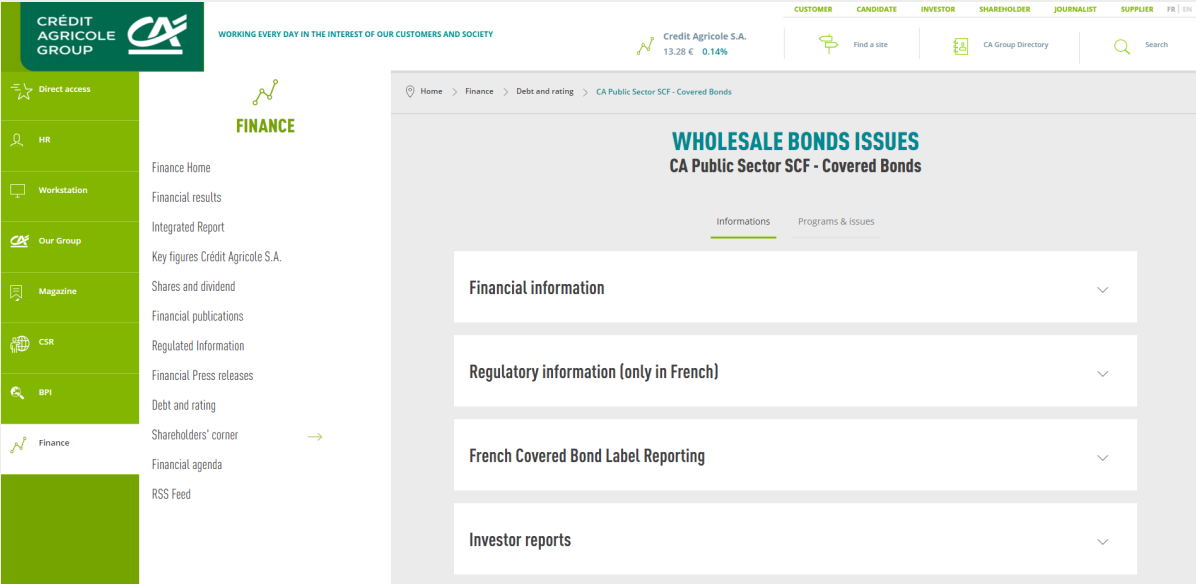 CRÉDIT
AGRICOLE
GROUP
WORKING EVERY DAY IN THE INTEREST OF OUR CUSTOMERS AND SOCIETY
CUSTOMER CANDIDATE INVESTOR SHAREHOLDER JOURNALIST SUPPLIER FR | EN
Credit Agricole S.A.
13.28 € 0.14%
Find a site
CA Group Directory
Search
Direct access
HR
Workstation
Our Group
Magazine
CSR
BPI
Finance
FINANCE
Finance Home
Financial results
Integrated Report
Key figures Crédit Agricole S.A.
Shares and dividend
Financial publications
Regulated Information
Financial Press releases
Debt and rating
Shareholders' corner
Financial agenda
RSS Feed
Home Finance Debt and rating CA Public Sector SCF - Covered Bonds
WHOLESALE BONDS ISSUES
CA Public Sector SCF - Covered Bonds
Informations Programs & issues
Financial information
Regulatory information (only in French)
French Covered Bond Label Reporting
Investor reports